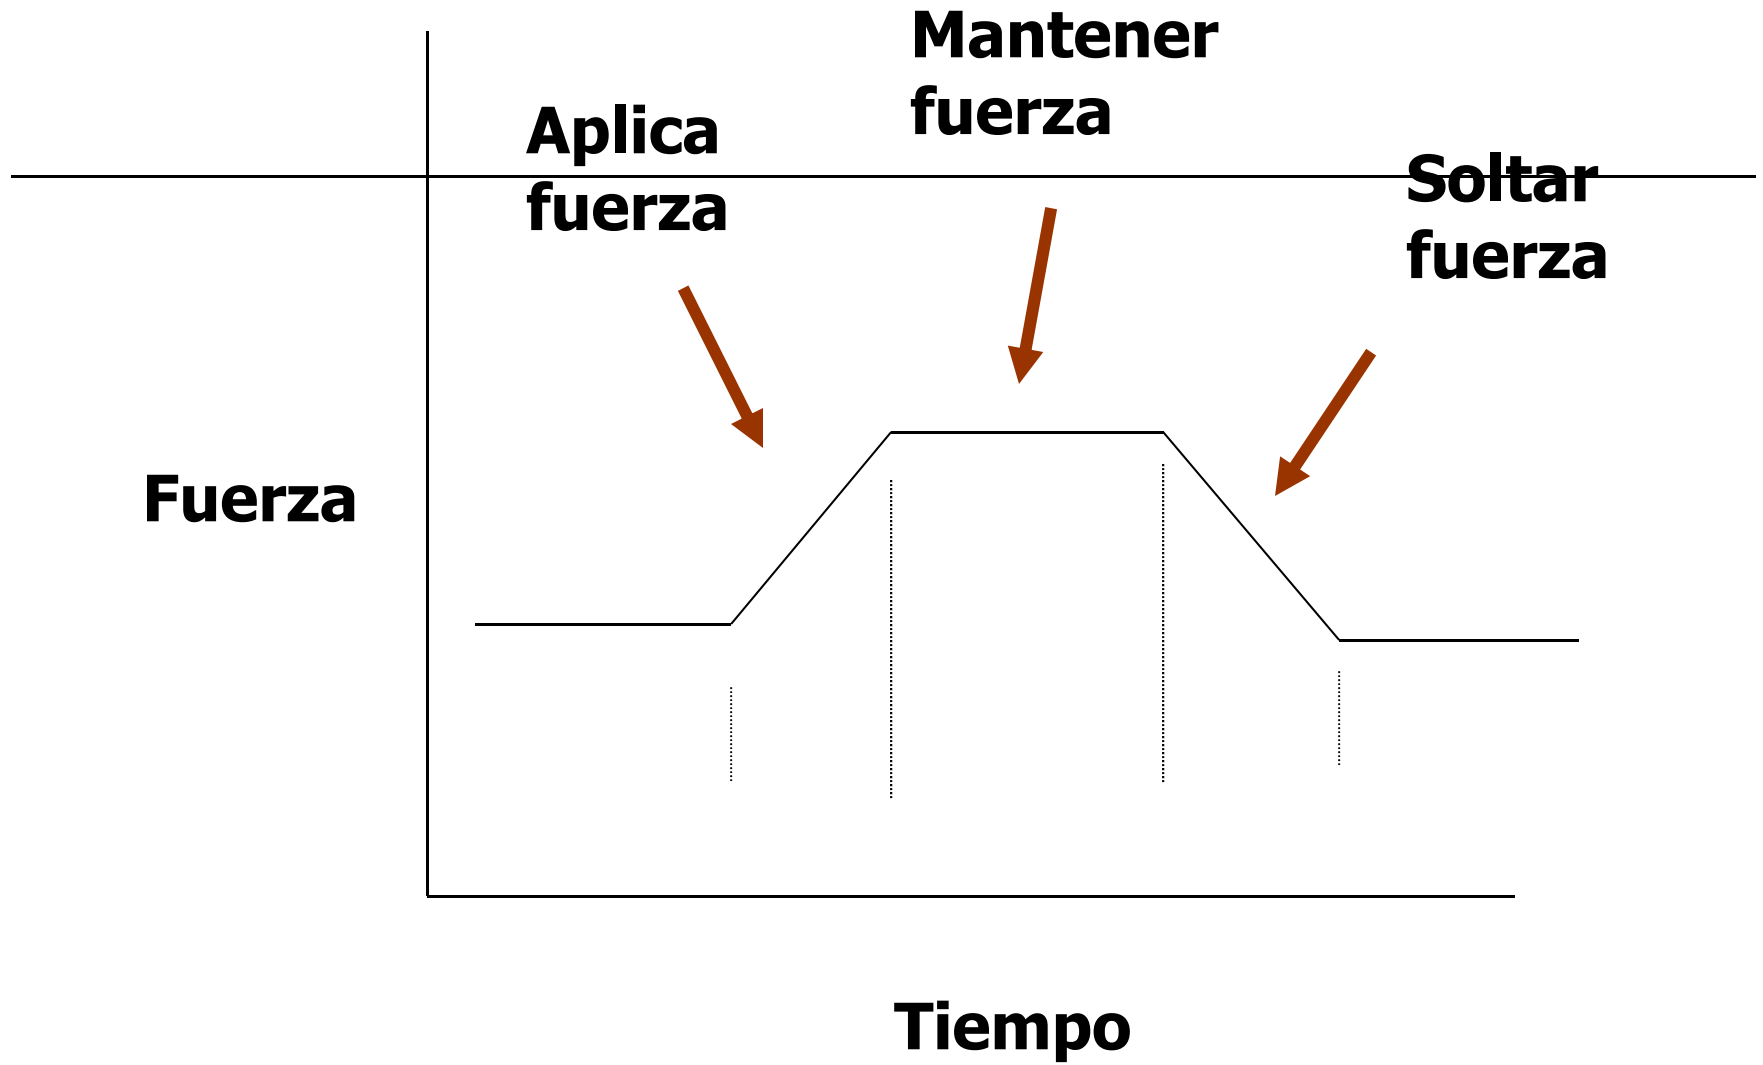 Mantener
fuerza
Aplica
fuerza
Soltar
fuerza
Fuerza
Tiempo